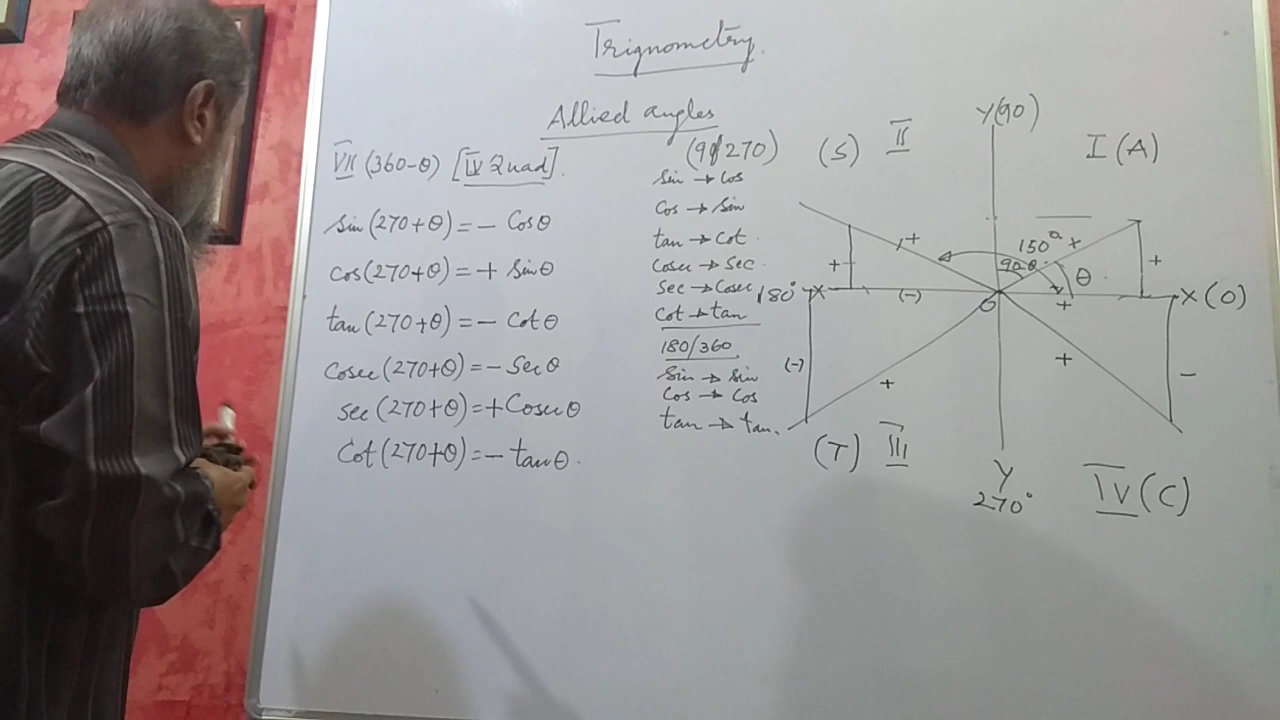 Trignometry.
Allied angles
VII (360-θ) [IV Quad].
sin (270+θ) = - Cosθ
cos (270+θ) = + Sinθ
tan (270+θ) = - Cotθ
Cosec (270+θ) = - Secθ
sec (270+θ) = + Cosecθ
Cot (270+θ) = - tanθ.
(90/270)
Sin → Cos
Cos → Sin
tan → Cot.
Cosec → Sec.
Sec → Cosec
Cot → tan
180/360
Sin → Sin
Cos → Cos
tan → tan.
Y(90)
(S) II
I (A)
150°
+
+
+
+
90-θ
θ
180° X
(-)
O
+
X (0)
(-)
+
+
-
(T) III
Y
270°
IV (C)